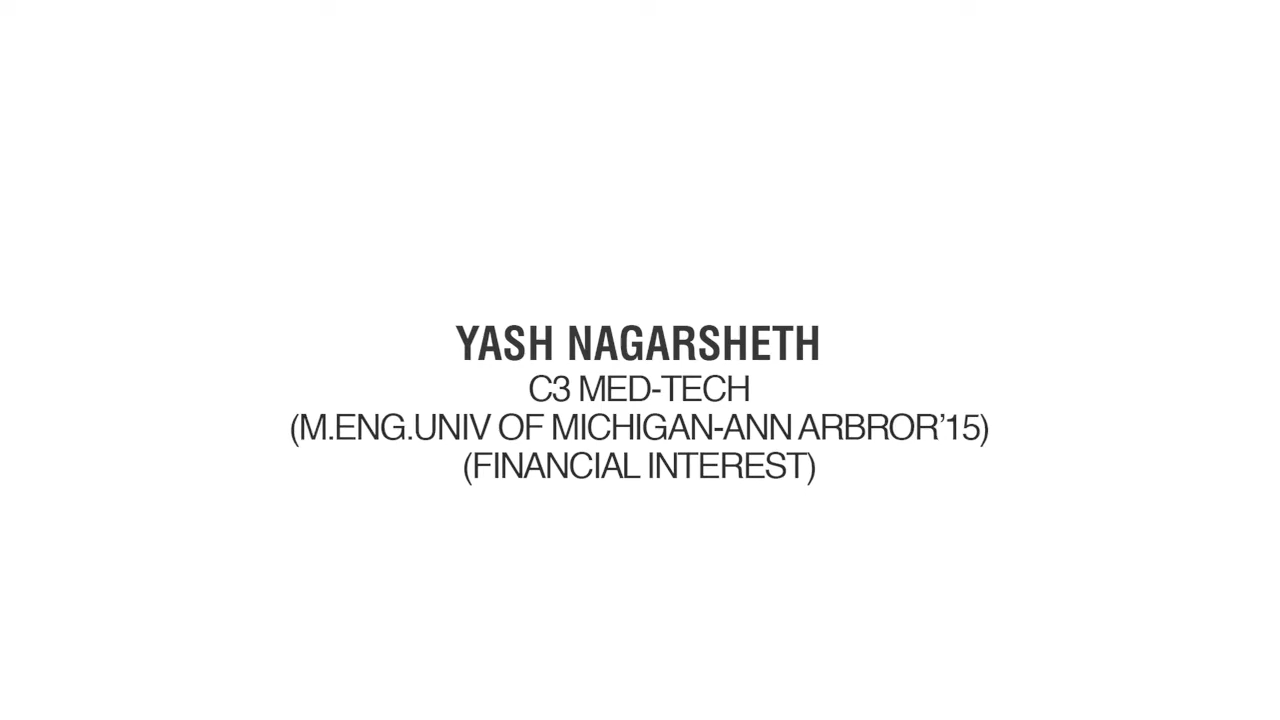 YASH NAGARSHETH
C3 MED-TECH
(M.ENG.UNIV OF MICHIGAN-ANN ARBROR’15)
(FINANCIAL INTEREST)